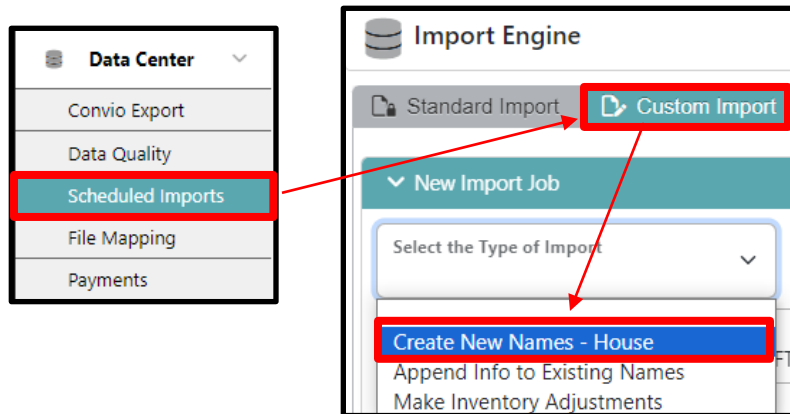 Data Center
Convio Export
Data Quality
Scheduled Imports
File Mapping
Payments
Import Engine
Standard Import
Custom Import
New Import Job
Select the Type of Import
Create New Names - House
Append Info to Existing Names
FT
Make Inventory Adjustments